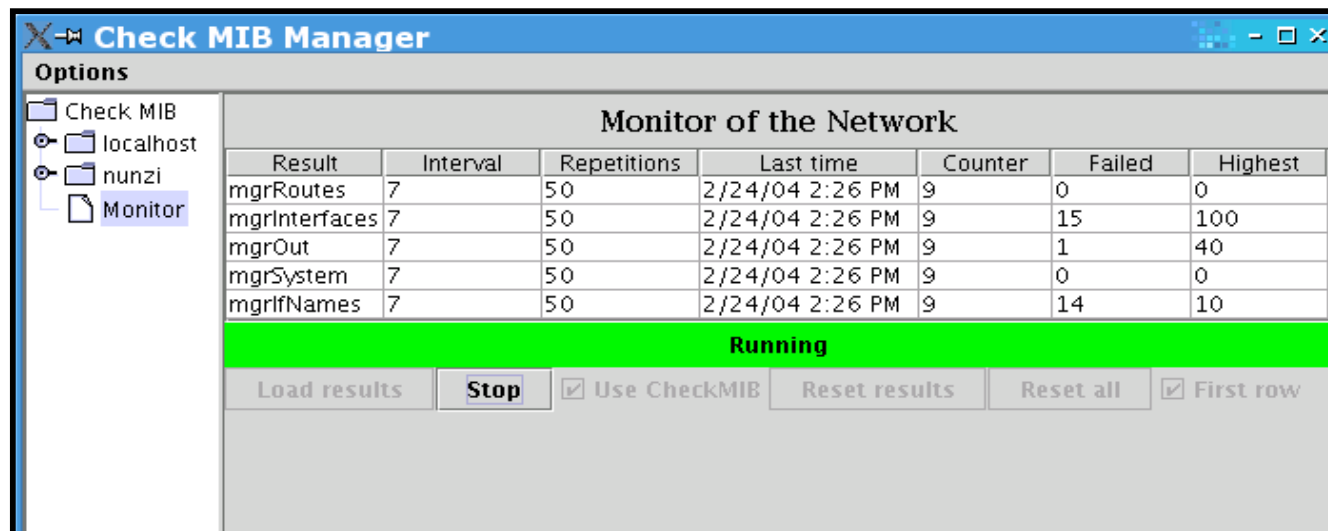 Check MIB Manager
Options
Check MIB
localhost
nunzi
Monitor
Monitor of the Network
Result Interval Repetitions Last time Counter Failed Highest
mgrRoutes 7 50 2/24/04 2:26 PM 9 0 0
mgrInterfaces 7 50 2/24/04 2:26 PM 9 15 100
mgrOut 7 50 2/24/04 2:26 PM 9 1 40
mgrSystem 7 50 2/24/04 2:26 PM 9 0 0
mgrIfNames 7 50 2/24/04 2:26 PM 9 14 10
Running
Load results Stop Use CheckMIB Reset results Reset all First row